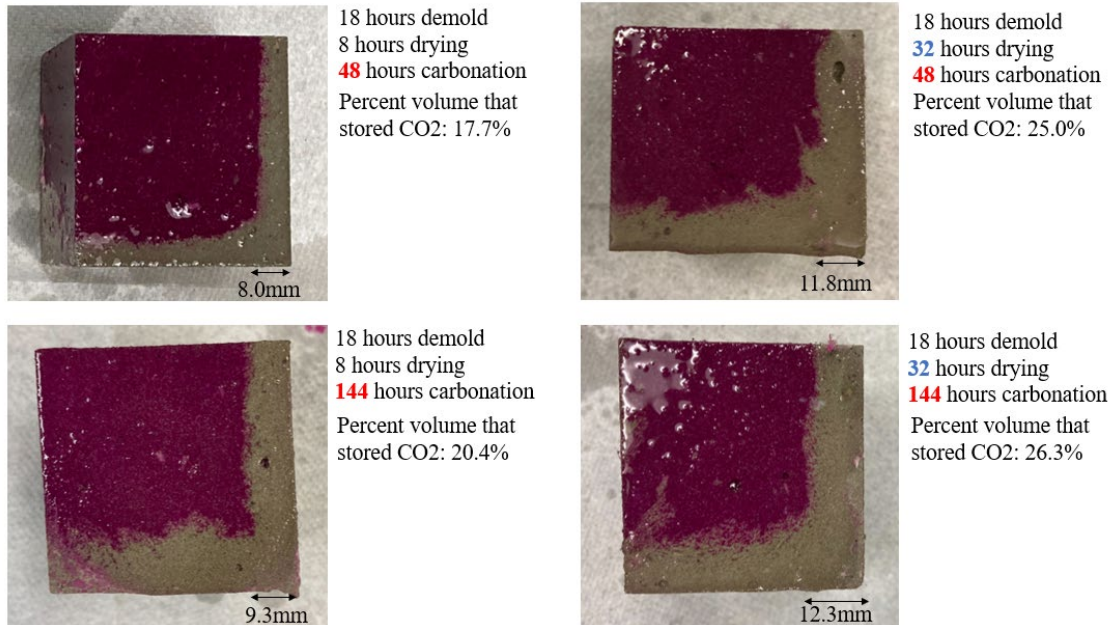 18 hours demold
8 hours drying
48 hours carbonation
Percent volume that
stored CO2: 17.7%
8.0mm
18 hours demold
32 hours drying
48 hours carbonation
Percent volume that
stored CO2: 25.0%
11.8mm
18 hours demold
8 hours drying
144 hours carbonation
Percent volume that
stored CO2: 20.4%
9.3mm
18 hours demold
32 hours drying
144 hours carbonation
Percent volume that
stored CO2: 26.3%
12.3mm